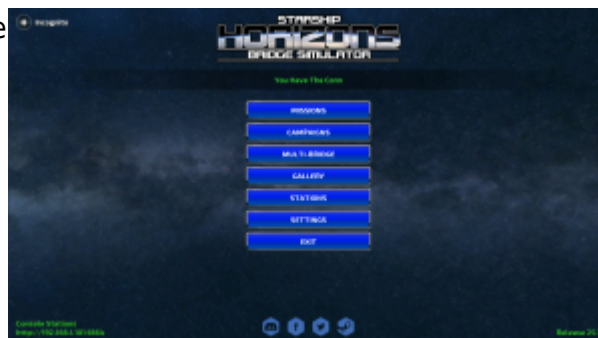 e
Incognito
STARSHIP
HORIZONS
BRIDGE SIMULATOR
You Have The Conn
MISSIONS
CAMPAIGNS
MULTI-BRIDGE
GALLERY
STATIONS
SETTINGS
EXIT
Console Stations
Release